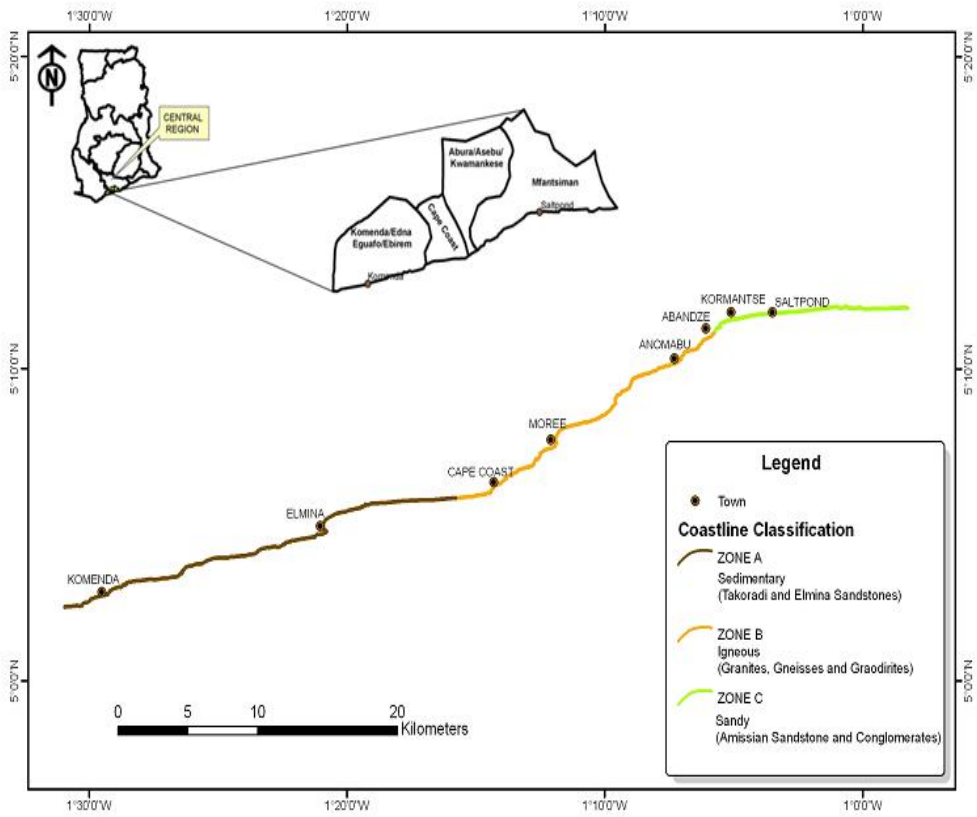 1°30'0"W 1°20'0"W 1°10'0"W 1°0'0"W
5°20'0"N 5°20'0"N
N
CENTRAL
REGION
Abura/Asebu/
Kwamankese
Mfantsiman
Saltpond
Cape Coast
Komenda/Edna
Eguafo/Ebirem
Komenda
KORMANTSE
SALTPOND
ABANDZE
ANOMABU
5°10'0"N 5°10'0"N
MOREE
CAPE COAST
ELMINA
KOMENDA
Legend
Town
Coastline Classification
ZONE A
Sedimentary
(Takoradi and Elmina Sandstones)
ZONE B
Igneous
(Granites, Gneisses and Graodirites)
ZONE C
Sandy
(Amissian Sandstone and Conglomerates)
5°0'0"N 5°0'0"N
0 5 10 20
Kilometers
1°30'0"W 1°20'0"W 1°10'0"W 1°0'0"W